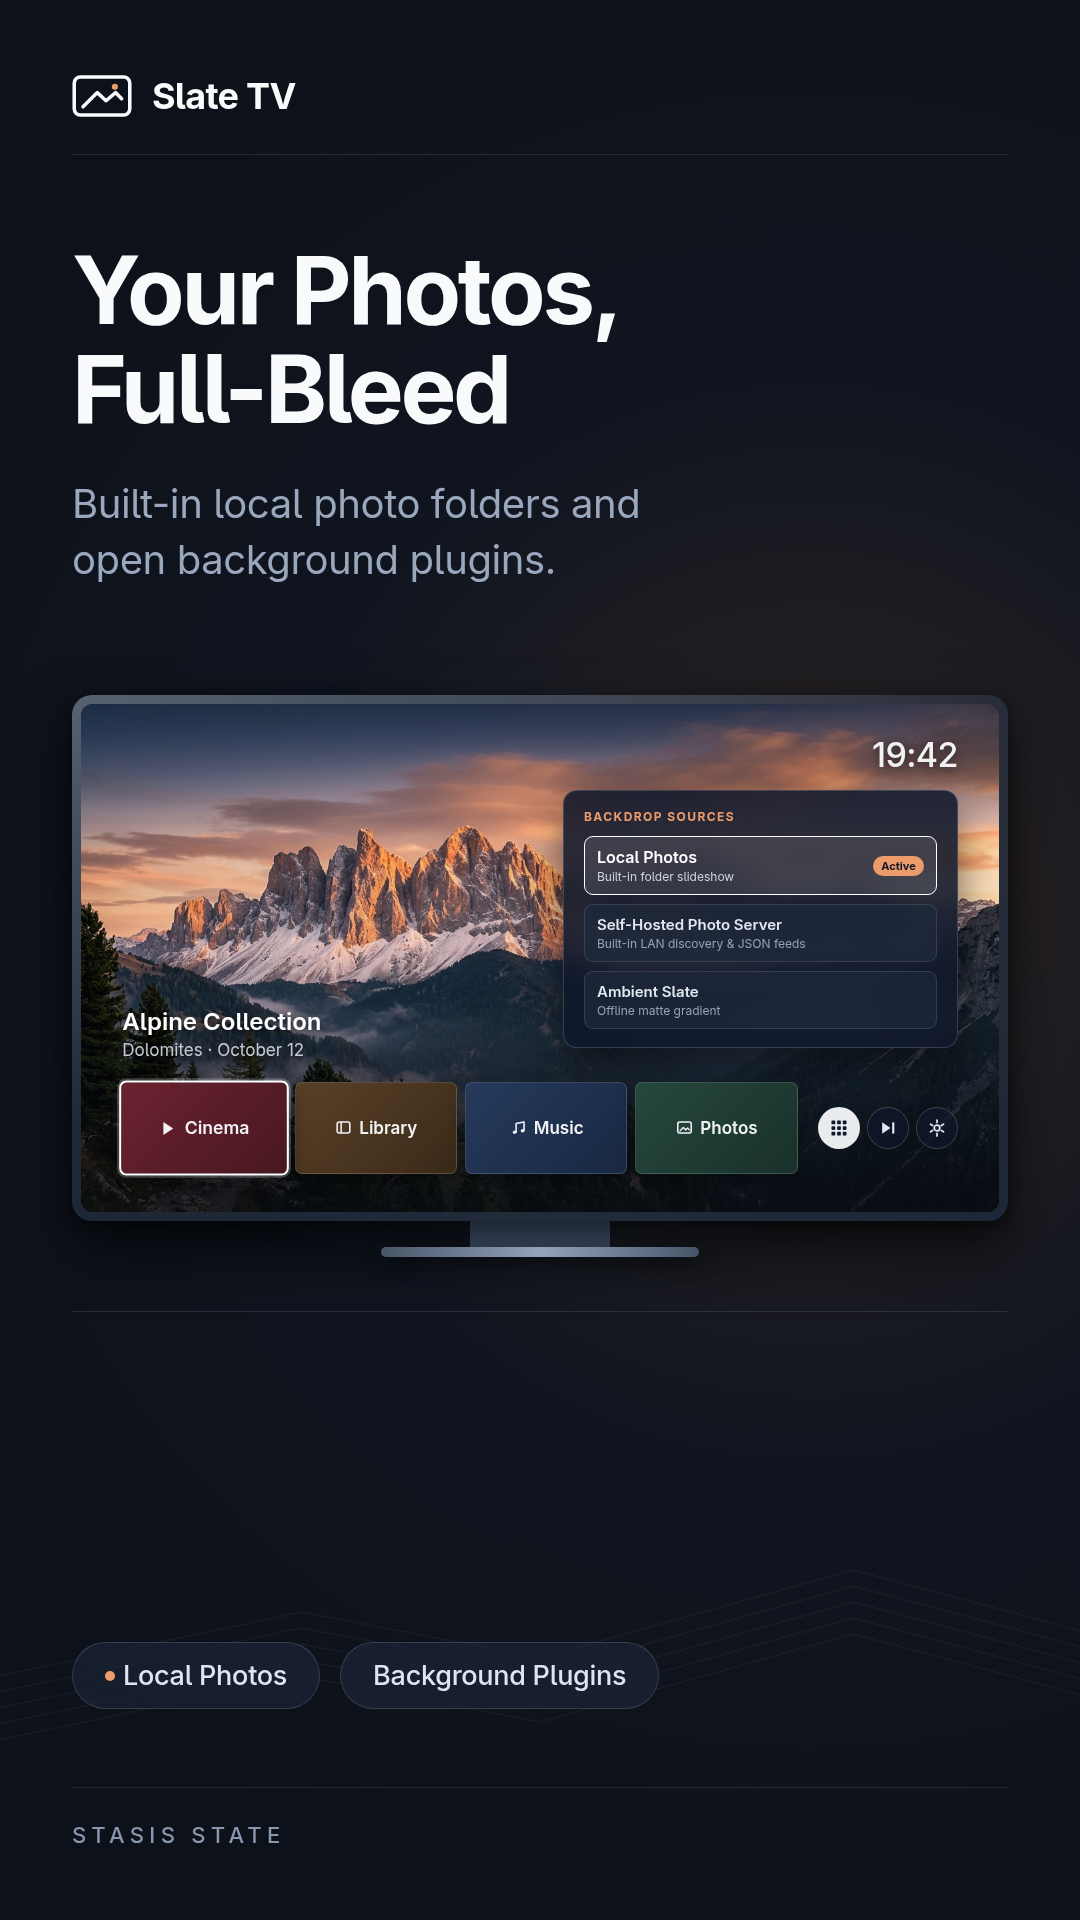 Slate TV
Your Photos,
Full-Bleed
Built-in local photo folders and
open background plugins.
19:42
BACKDROP SOURCES
Local Photos
Built-in folder slideshow
Active
Self-Hosted Photo Server
Built-in LAN discovery & JSON feeds
Ambient Slate
Offline matte gradient
Alpine Collection
Dolomites · October 12
Cinema
Library
Music
Photos
Local Photos
Background Plugins
STASIS STATE